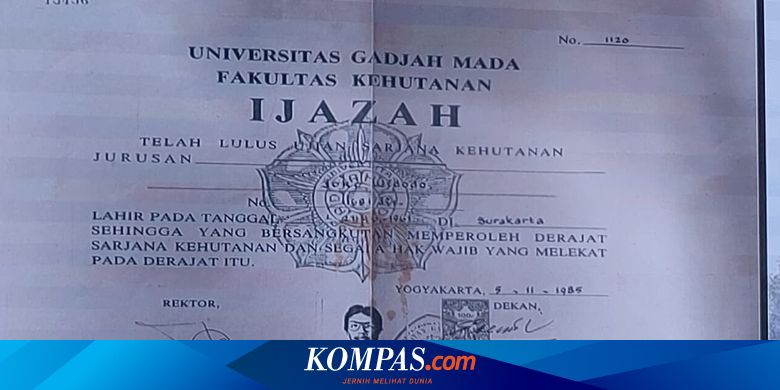 No. 1120
UNIVERSITAS GADJAH MADA
FAKULTAS KEHUTANAN
IJAZAH
TELAH LULUS UJIAN SARJANA KEHUTANAN
JURUSAN
No.
LAHIR PADA TANGGAL DI Surakarta
SEHINGGA YANG BERSANGKUTAN MEMPEROLEH DERAJAT
SARJANA KEHUTANAN DAN SEGALA HAK WAJIB YANG MELEKAT
PADA DERAJAT ITU.
YOGYAKARTA, 5 - 11 - 1985
REKTOR, DEKAN,
KOMPAS.com
JERNIH MELIHAT DUNIA